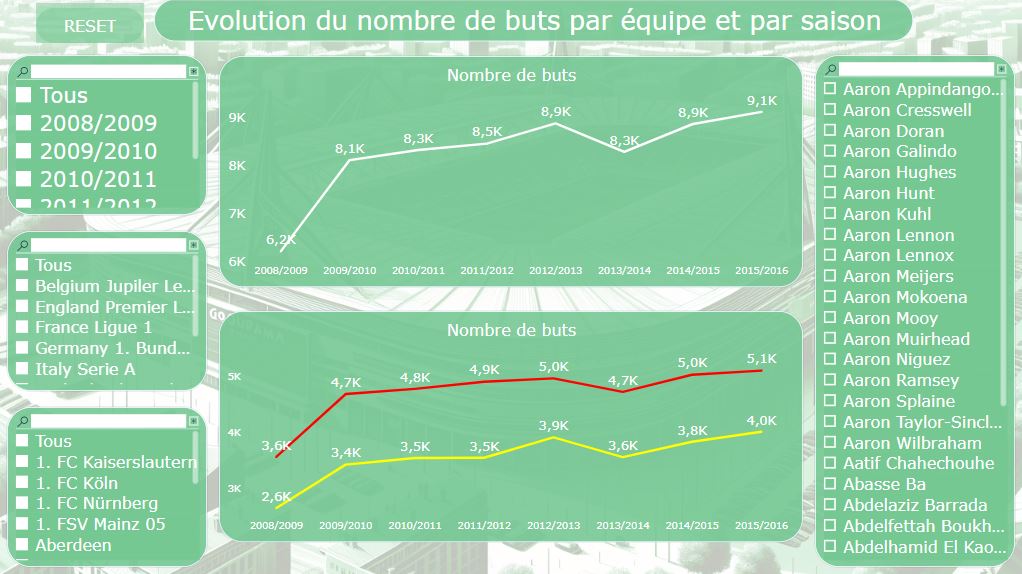 RESET
Evolution du nombre de buts par équipe et par saison
Tous
2008/2009
2009/2010
2010/2011
2011/2012
Tous
Belgium Jupiler Le...
England Premier L...
France Ligue 1
Germany 1. Bund...
Italy Serie A
Tous
1. FC Kaiserslautern
1. FC Köln
1. FC Nürnberg
1. FSV Mainz 05
Aberdeen
Nombre de buts
9K
8K
7K
6K
6,2K
8,1K
8,3K
8,5K
8,9K
8,3K
8,9K
9,1K
2008/2009
2009/2010
2010/2011
2011/2012
2012/2013
2013/2014
2014/2015
2015/2016
Nombre de buts
5K
4K
3K
3,6K
4,7K
4,8K
4,9K
5,0K
4,7K
5,0K
5,1K
2,6K
3,4K
3,5K
3,5K
3,9K
3,6K
3,8K
4,0K
2008/2009
2009/2010
2010/2011
2011/2012
2012/2013
2013/2014
2014/2015
2015/2016
Aaron Appindango...
Aaron Cresswell
Aaron Doran
Aaron Galindo
Aaron Hughes
Aaron Hunt
Aaron Kuhl
Aaron Lennon
Aaron Lennox
Aaron Meijers
Aaron Mokoena
Aaron Mooy
Aaron Muirhead
Aaron Niguez
Aaron Ramsey
Aaron Splaine
Aaron Taylor-Sincl...
Aaron Wilbraham
Aatif Chahechouhe
Abasse Ba
Abdelaziz Barrada
Abdelfettah Boukh...
Abdelhamid El Kao...